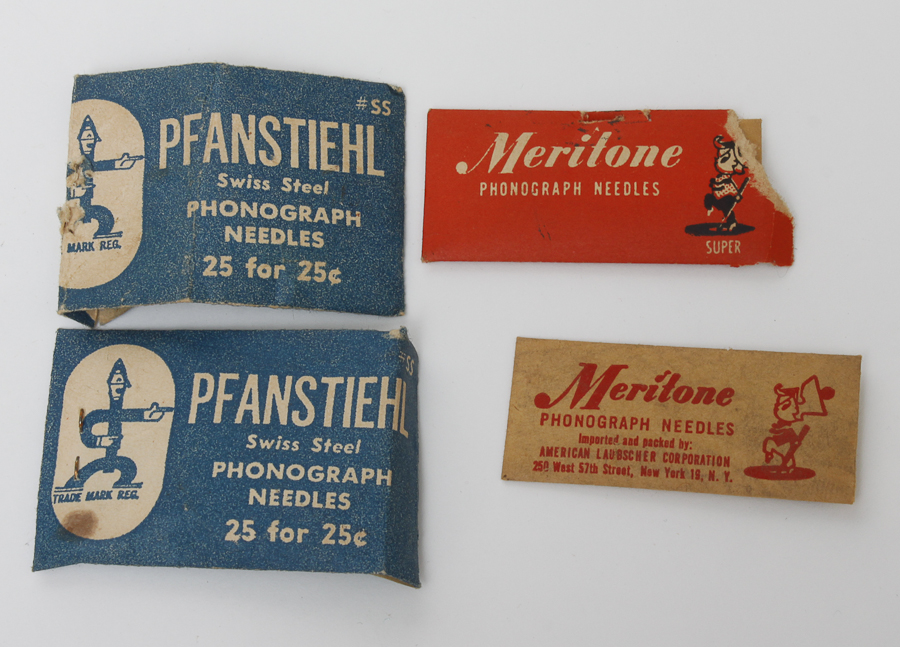 #SS
PFANSTIEHL
Swiss Steel
PHONOGRAPH
NEEDLES
25 for 25¢
MARK REG.
Meritone
PHONOGRAPH NEEDLES
SUPER
#SS
PFANSTIEHL
Swiss Steel
PHONOGRAPH
NEEDLES
25 for 25¢
TRADE MARK REG.
Meritone
PHONOGRAPH NEEDLES
Imported and packed by:
AMERICAN LAUBSCHER CORPORATION
250 West 57th Street, New York 19, N. Y.